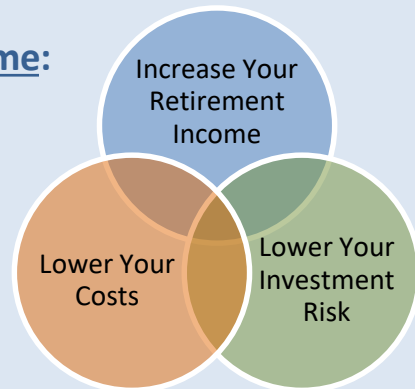 me:
Increase Your
Retirement
Income
Lower Your
Costs
Lower Your
Investment
Risk